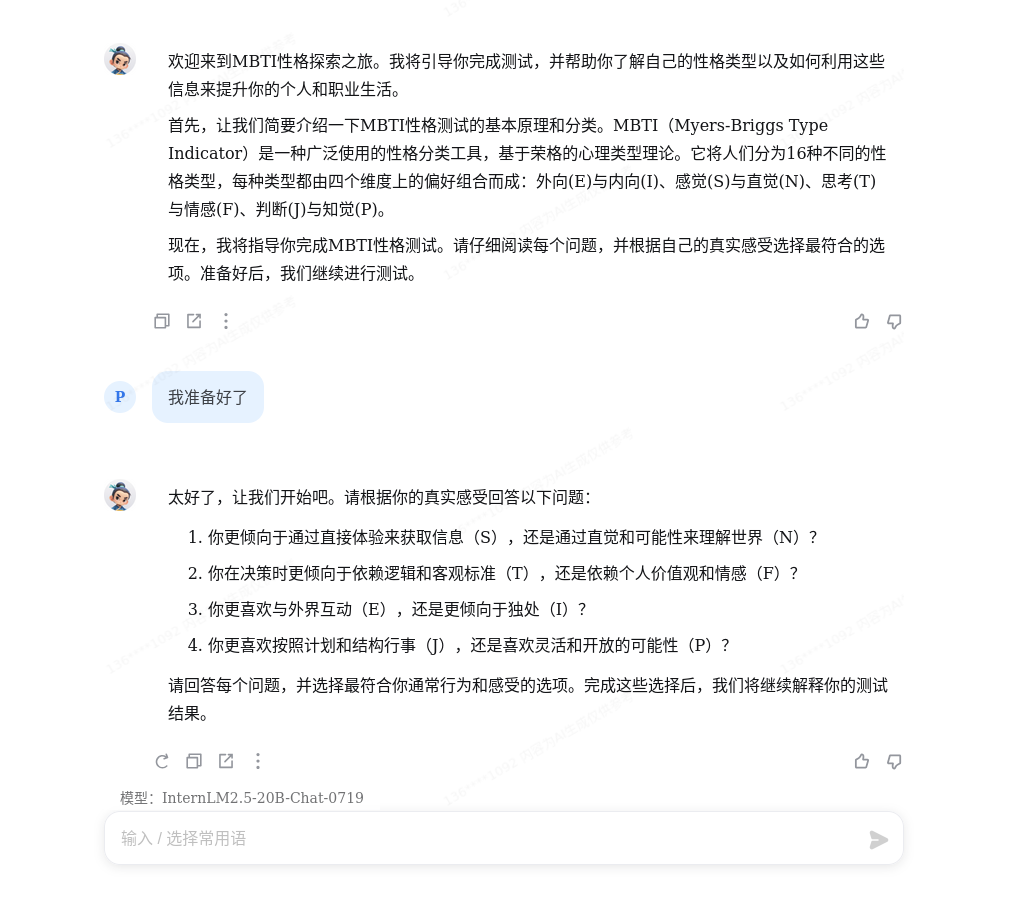 欢迎来到MBTI性格探索之旅。我将引导你完成测试，并帮助你了解自己的性格类型以及如何利用这些
信息来提升你的个人和职业生活。
首先，让我们简要介绍一下MBTI性格测试的基本原理和分类。MBTI（Myers-Briggs Type
Indicator）是一种广泛使用的性格分类工具，基于荣格的心理类型理论。它将人们分为16种不同的性
格类型，每种类型都由四个维度上的偏好组合而成：外向(E)与内向(I)、感觉(S)与直觉(N)、思考(T)
与情感(F)、判断(J)与知觉(P)。
现在，我将指导你完成MBTI性格测试。请仔细阅读每个问题，并根据自己的真实感受选择最符合的选
项。准备好后，我们继续进行测试。
P
我准备好了
太好了，让我们开始吧。请根据你的真实感受回答以下问题：
1. 你更倾向于通过直接体验来获取信息（S），还是通过直觉和可能性来理解世界（N）？
2. 你在决策时更倾向于依赖逻辑和客观标准（T），还是依赖个人价值观和情感（F）？
3. 你更喜欢与外界互动（E），还是更倾向于独处（I）？
4. 你更喜欢按照计划和结构行事（J），还是喜欢灵活和开放的可能性（P）？
请回答每个问题，并选择最符合你通常行为和感受的选项。完成这些选择后，我们将继续解释你的测试
结果。
模型：InternLM2.5-20B-Chat-0719
输入 / 选择常用语